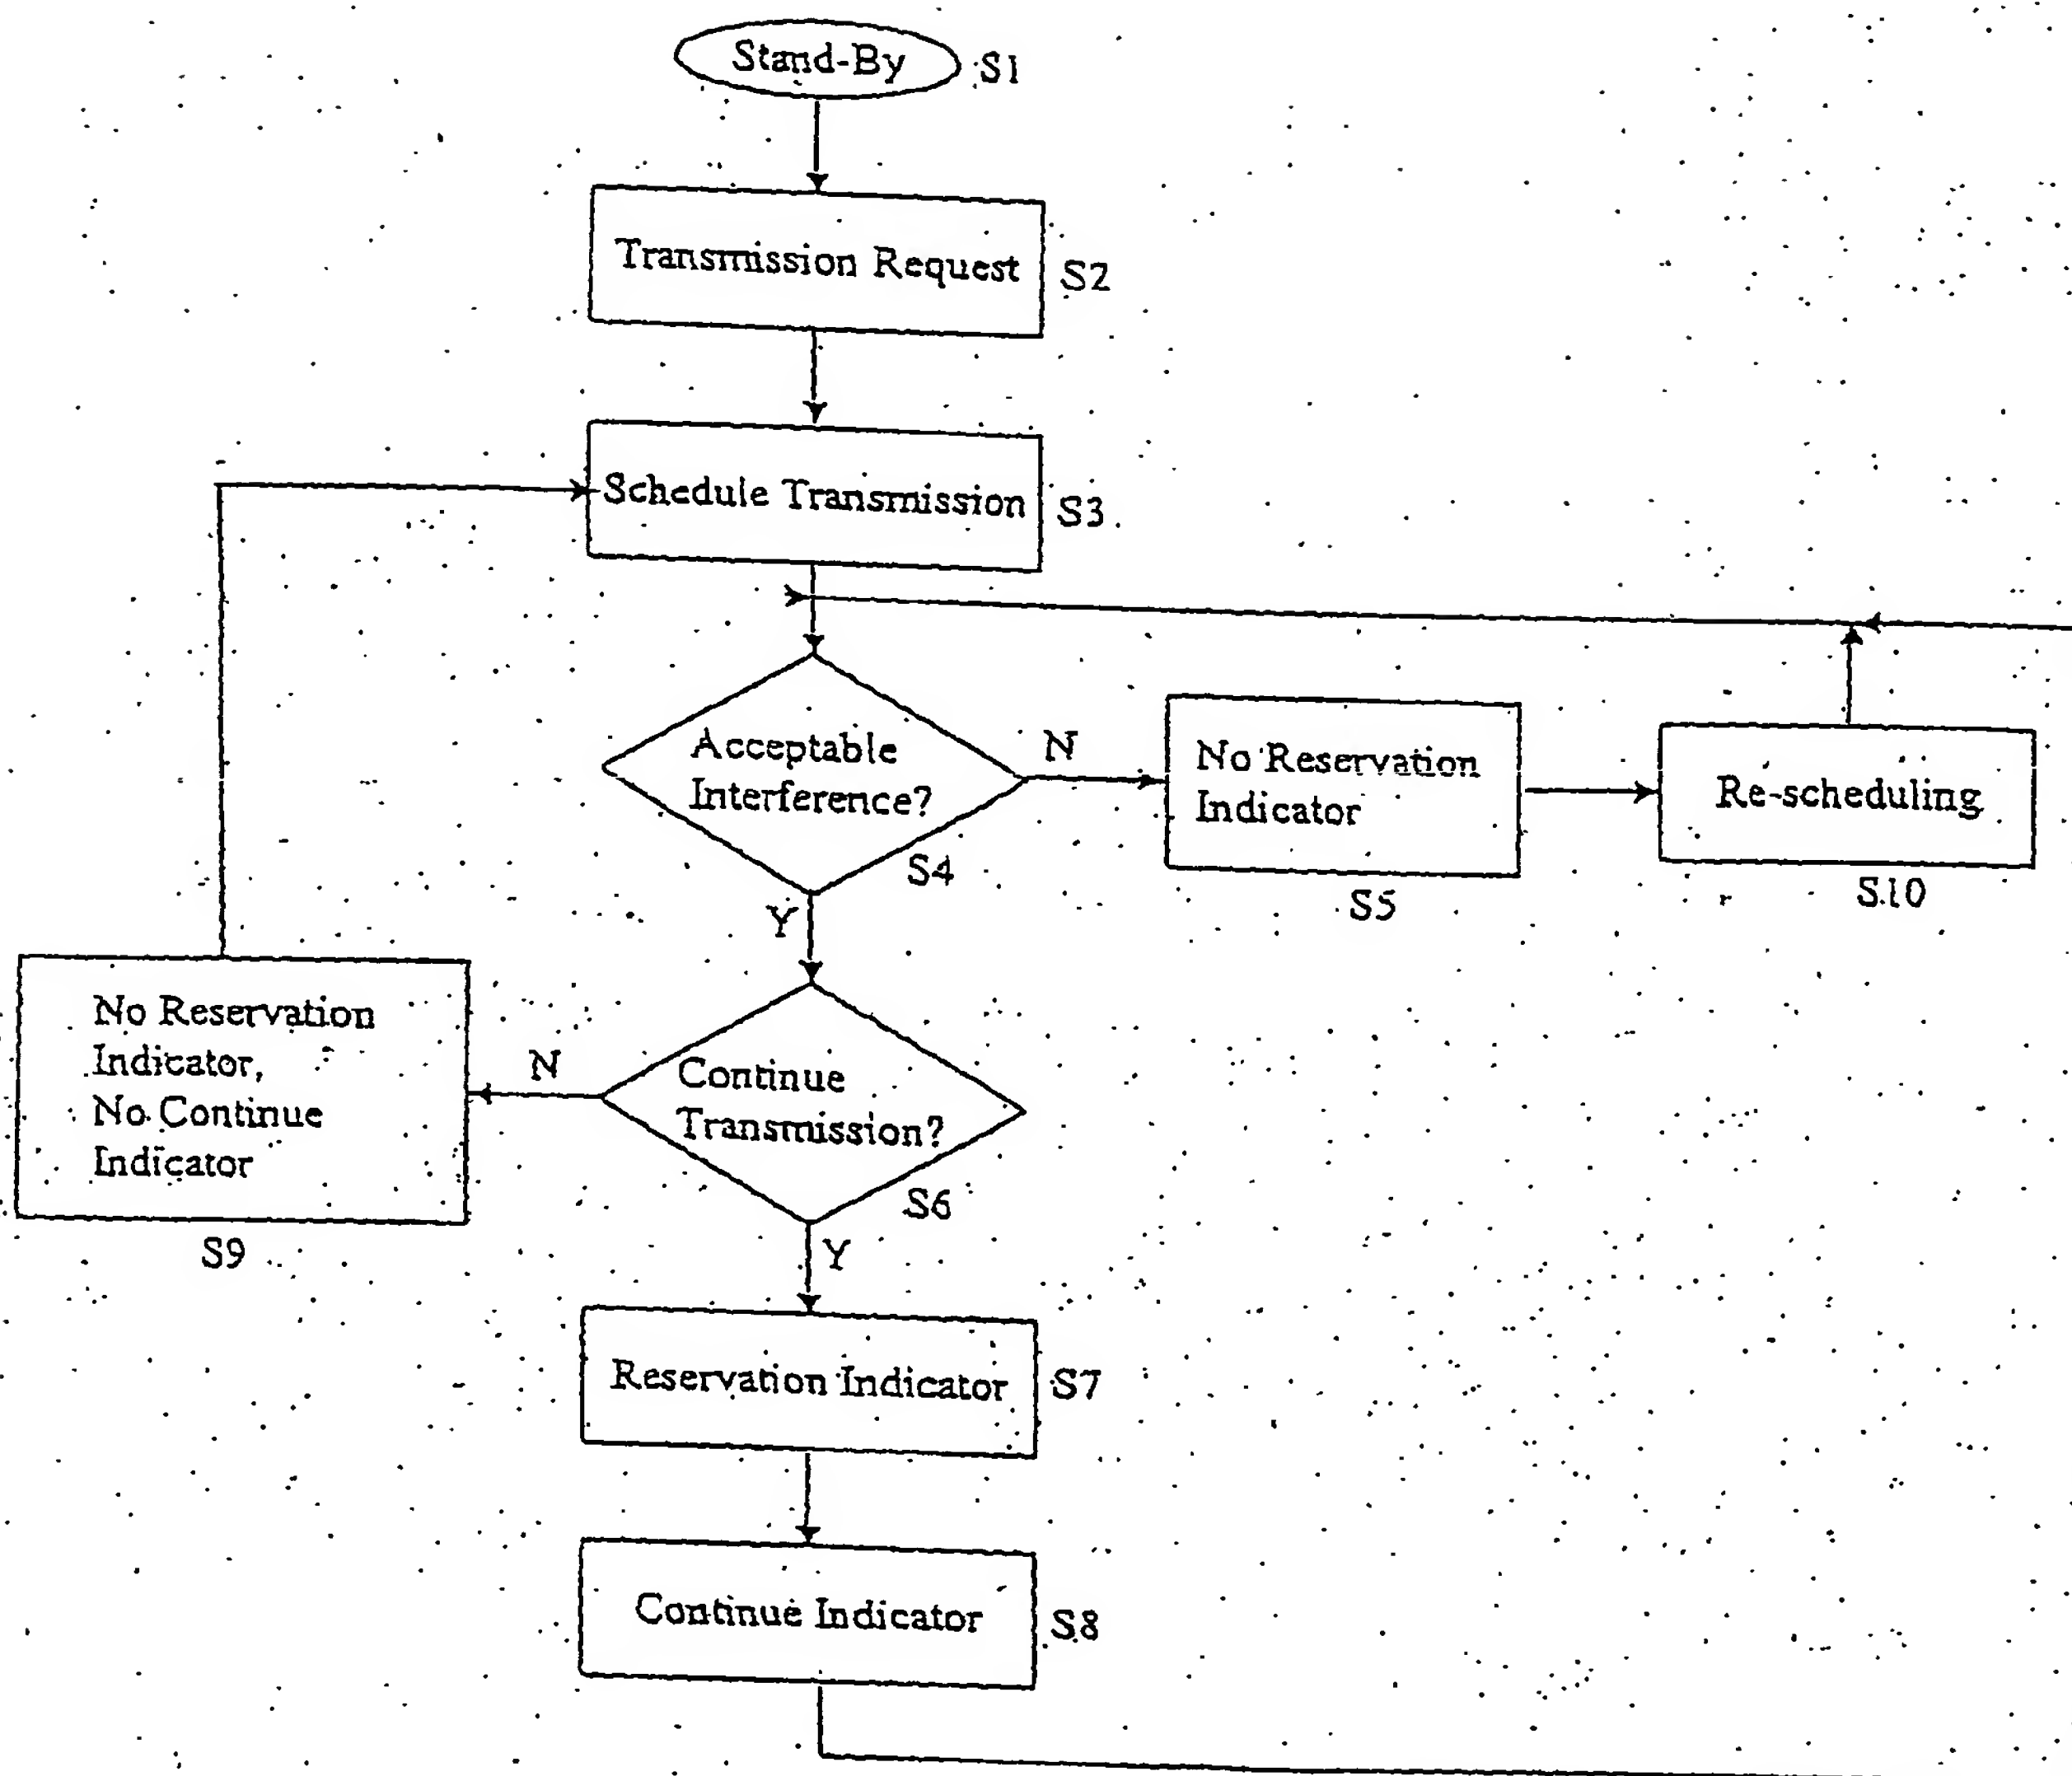 Stand-By
S1
Transmission Request
S2
Schedule Transmission
S3
Acceptable
Interference?
S4
N
No Reservation
Indicator
S5
Re-scheduling
S10
Y
Continue
Transmission?
S6
N
No Reservation
Indicator,
No Continue
Indicator
S9
Y
Reservation Indicator
S7
Continue Indicator
S8